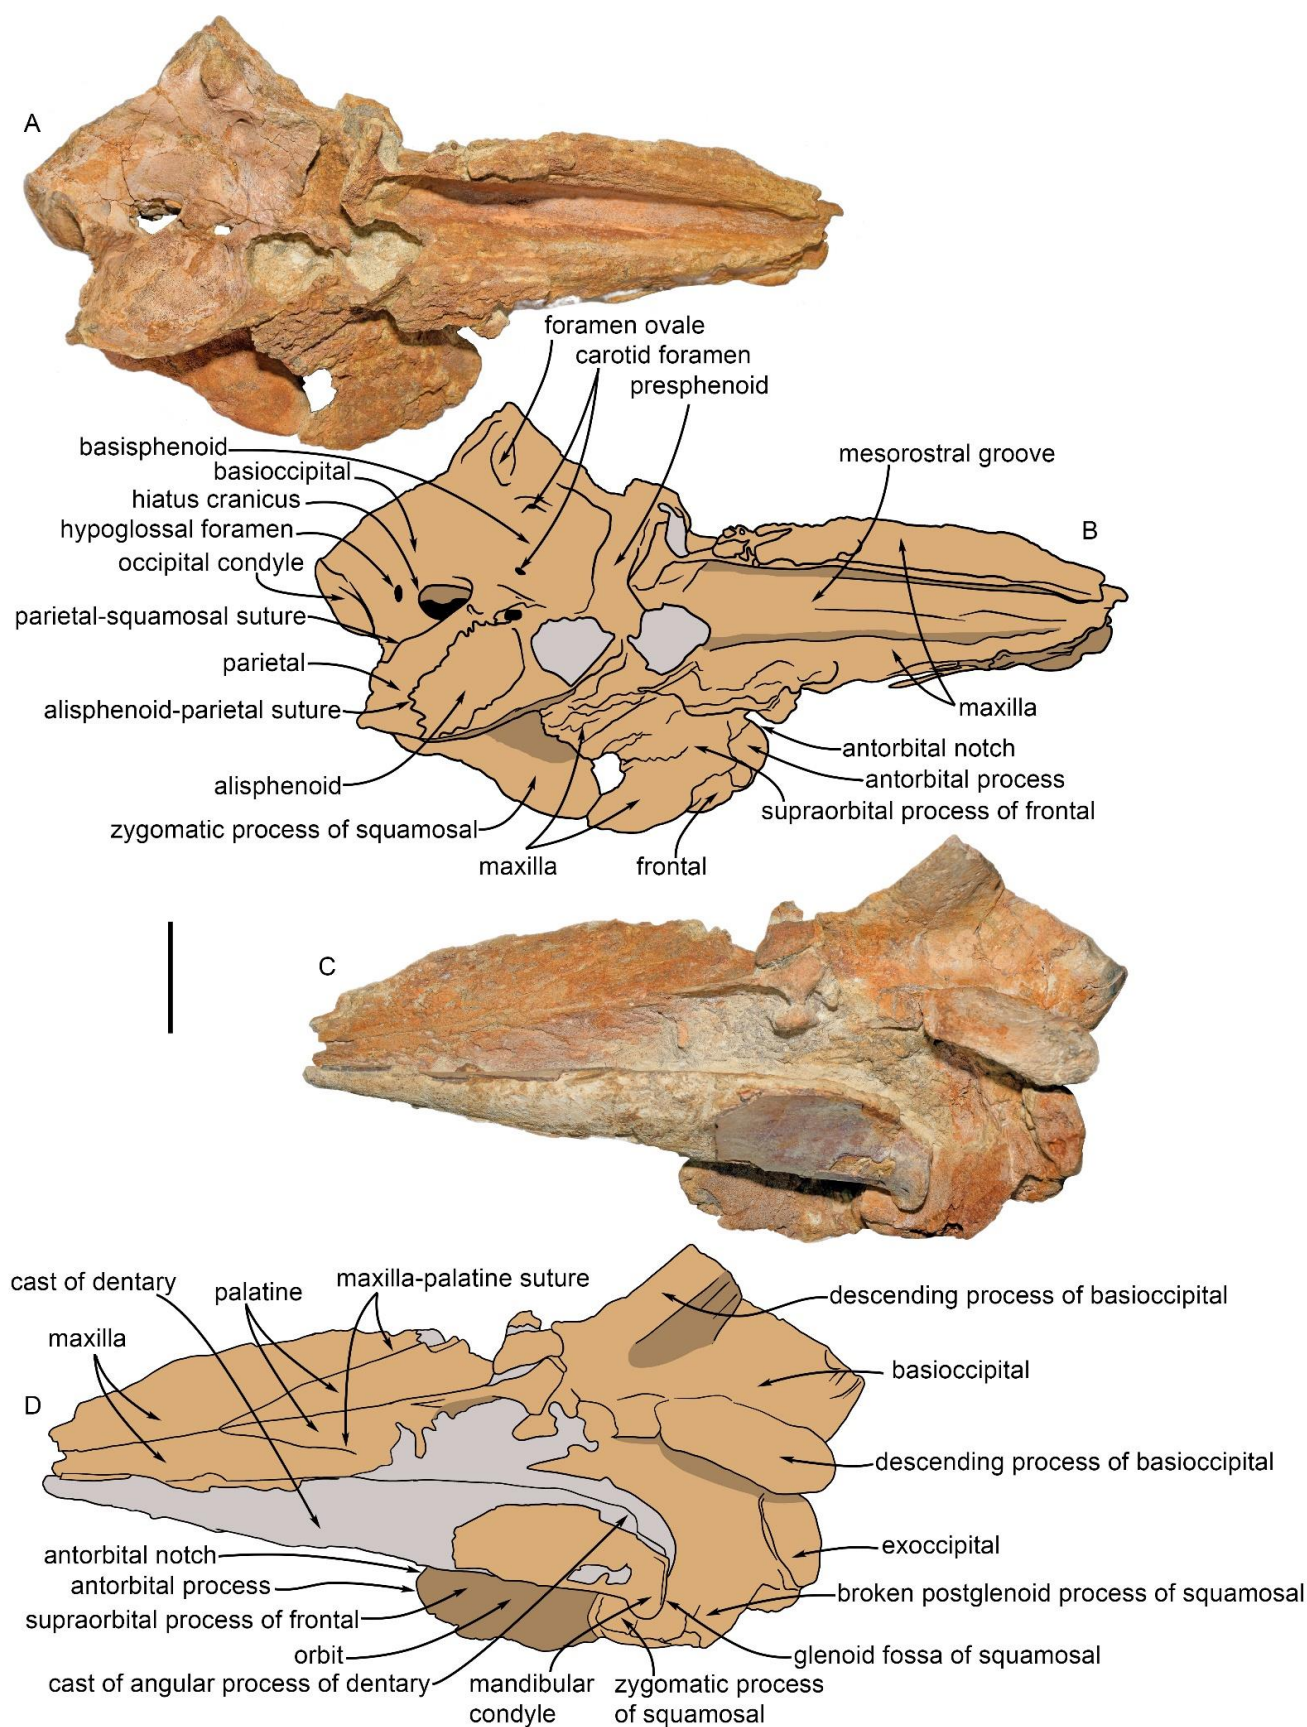 A
foramen ovale
carotid foramen
presphenoid
basisphenoid
basioccipital
hiatus cranicus
hypoglossal foramen
occipital condyle
parietal-squamosal suture
parietal
alisphenoid-parietal suture
alisphenoid
zygomatic process of squamosal
mesorostral groove
B
maxilla
antorbital notch
antorbital process
supraorbital process of frontal
maxilla
frontal
C
cast of dentary
palatine
maxilla-palatine suture
maxilla
D
descending process of basioccipital
basioccipital
descending process of basioccipital
exoccipital
broken postglenoid process of squamosal
glenoid fossa of squamosal
antorbital notch
antorbital process
supraorbital process of frontal
orbit
cast of angular process of dentary
mandibular
condyle
zygomatic process
of squamosal